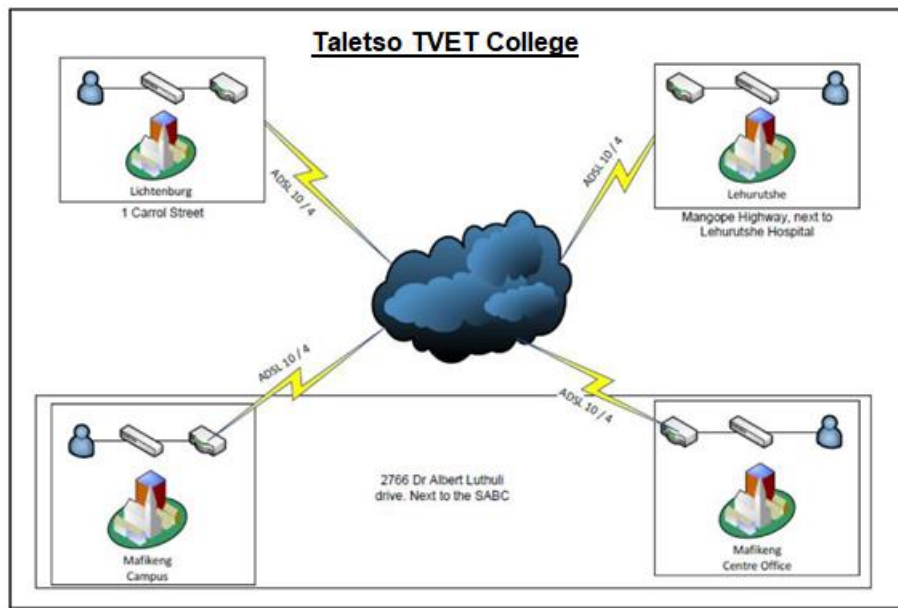 Taletso TVET College
ADSL 10 / 4
Lichtenburg
1 Carrol Street
ADSL 10 / 4
Lehurutshe
Mangope Highway, next to
Lehurutshe Hospital
ADSL 10 / 4
Mafikeng
Campus
2766 Dr Albert Luthuli
drive. Next to the SABC
ADSL 10 / 4
Mafikeng
Centre Office